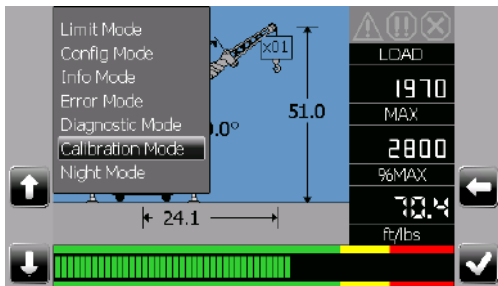 Limit Mode
Config Mode
Info Mode
Error Mode
Diagnostic Mode
Calibration Mode
Night Mode
x01
51.0
.0°
24.1
LOAD
1970
MAX
2800
%MAX
70.4
ft/lbs